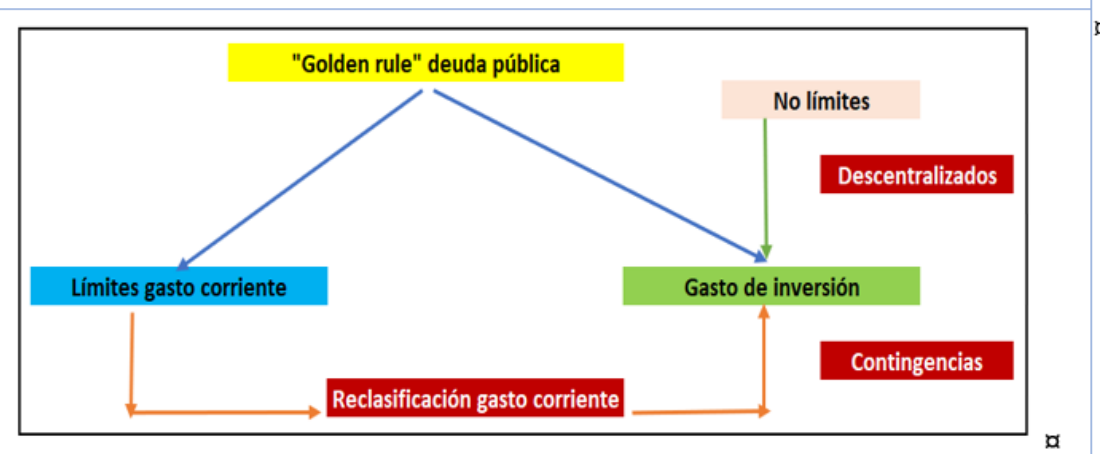 "Golden rule" deuda pública
No límites
Descentralizados
Límites gasto corriente
Gasto de inversión
Contingencias
Reclasificación gasto corriente